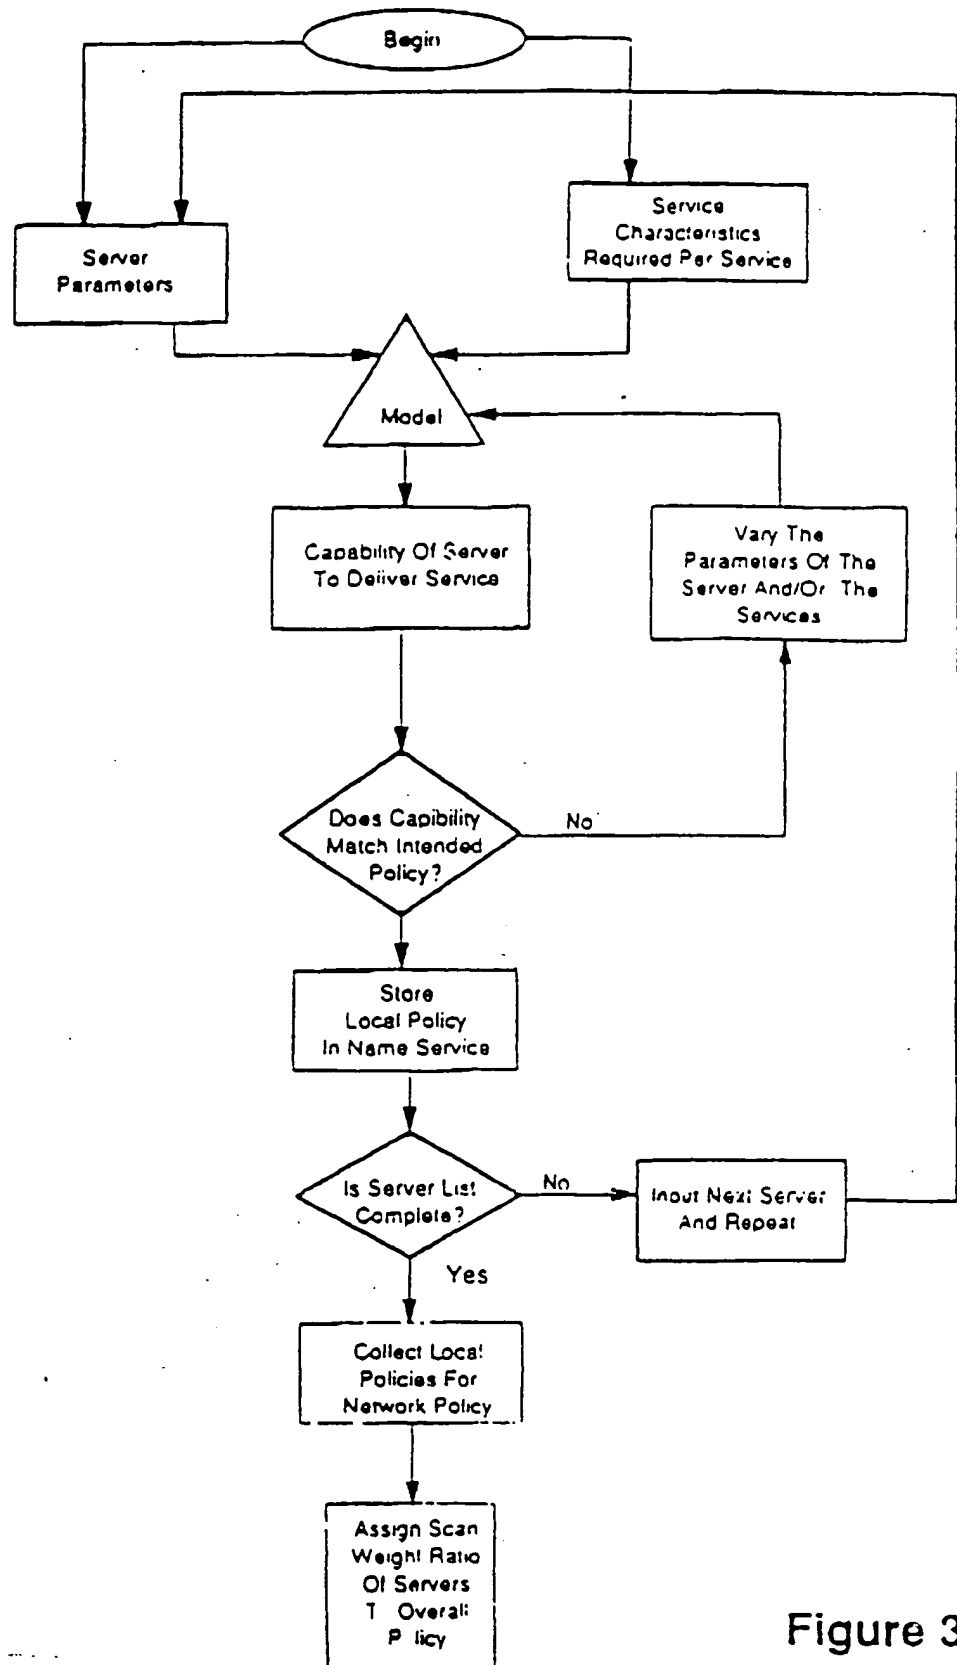 Begin
Server
Parameters
Service
Characteristics
Required Per Service
Model
Capability Of Server
To Deliver Service
Vary The
Parameters Of The
Server And/Or The
Services
Does Capibility
Match Intended
Policy?
No
Store
Local Policy
In Name Service
Is Server List
Complete?
No
Input Next Server
And Repeat
Yes
Collect Local
Policies For
Network Policy
Assign Scan
Weight Ratio
Of Servers
T Overall
P licy
Figure 3